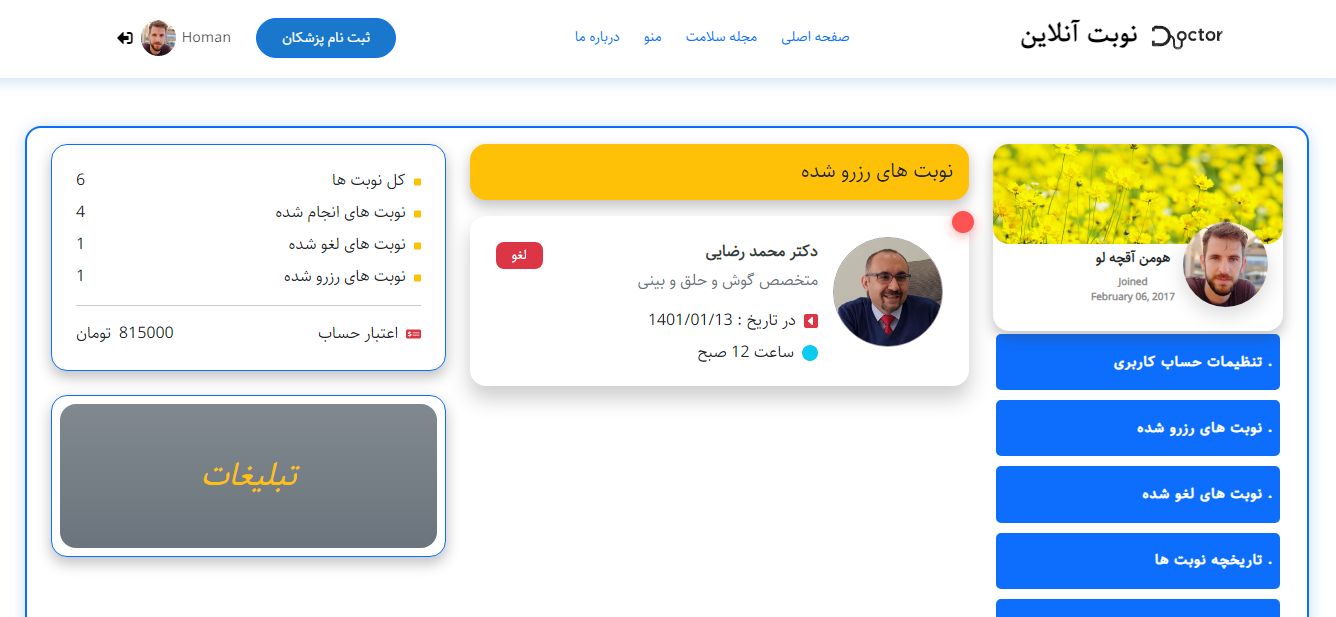 Doctor نوبت آنلاین
صفحه اصلی
مجله سلامت
منو
درباره ما
ثبت نام پزشکان
Homan
هومن آقچه لو
Joined
February 06, 2017
. تنظیمات حساب کاربری
. نوبت های رزرو شده
. نوبت های لغو شده
. تاریخچه نوبت ها
نوبت های رزرو شده
دکتر محمد رضایی
لغو
متخصص گوش و حلق و بینی
در تاریخ : 1401/01/13
ساعت 12 صبح
کل نوبت ها 6
نوبت های انجام شده 4
نوبت های لغو شده 1
نوبت های رزرو شده 1
اعتبار حساب 815000 تومان
تبلیغات